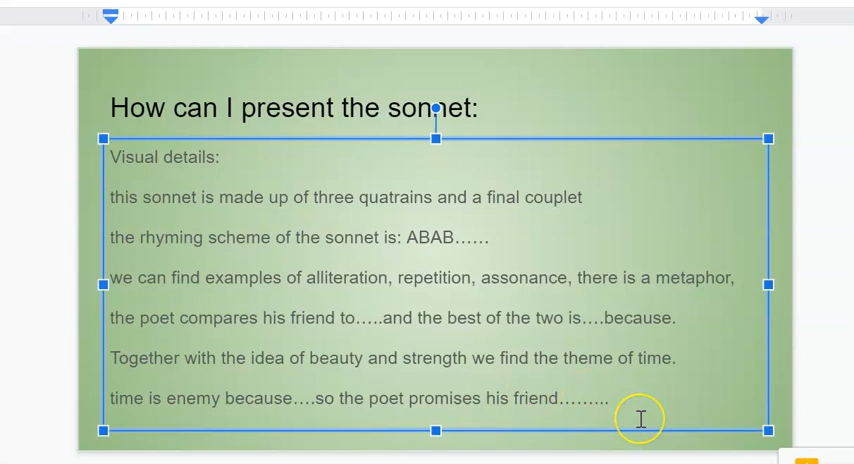 How can I present the sonnet:
Visual details:
this sonnet is made up of three quatrains and a final couplet
the rhyming scheme of the sonnet is: ABAB……
we can find examples of alliteration, repetition, assonance, there is a metaphor,
the poet compares his friend to…..and the best of the two is….because.
Together with the idea of beauty and strength we find the theme of time.
time is enemy because….so the poet promises his friend……...